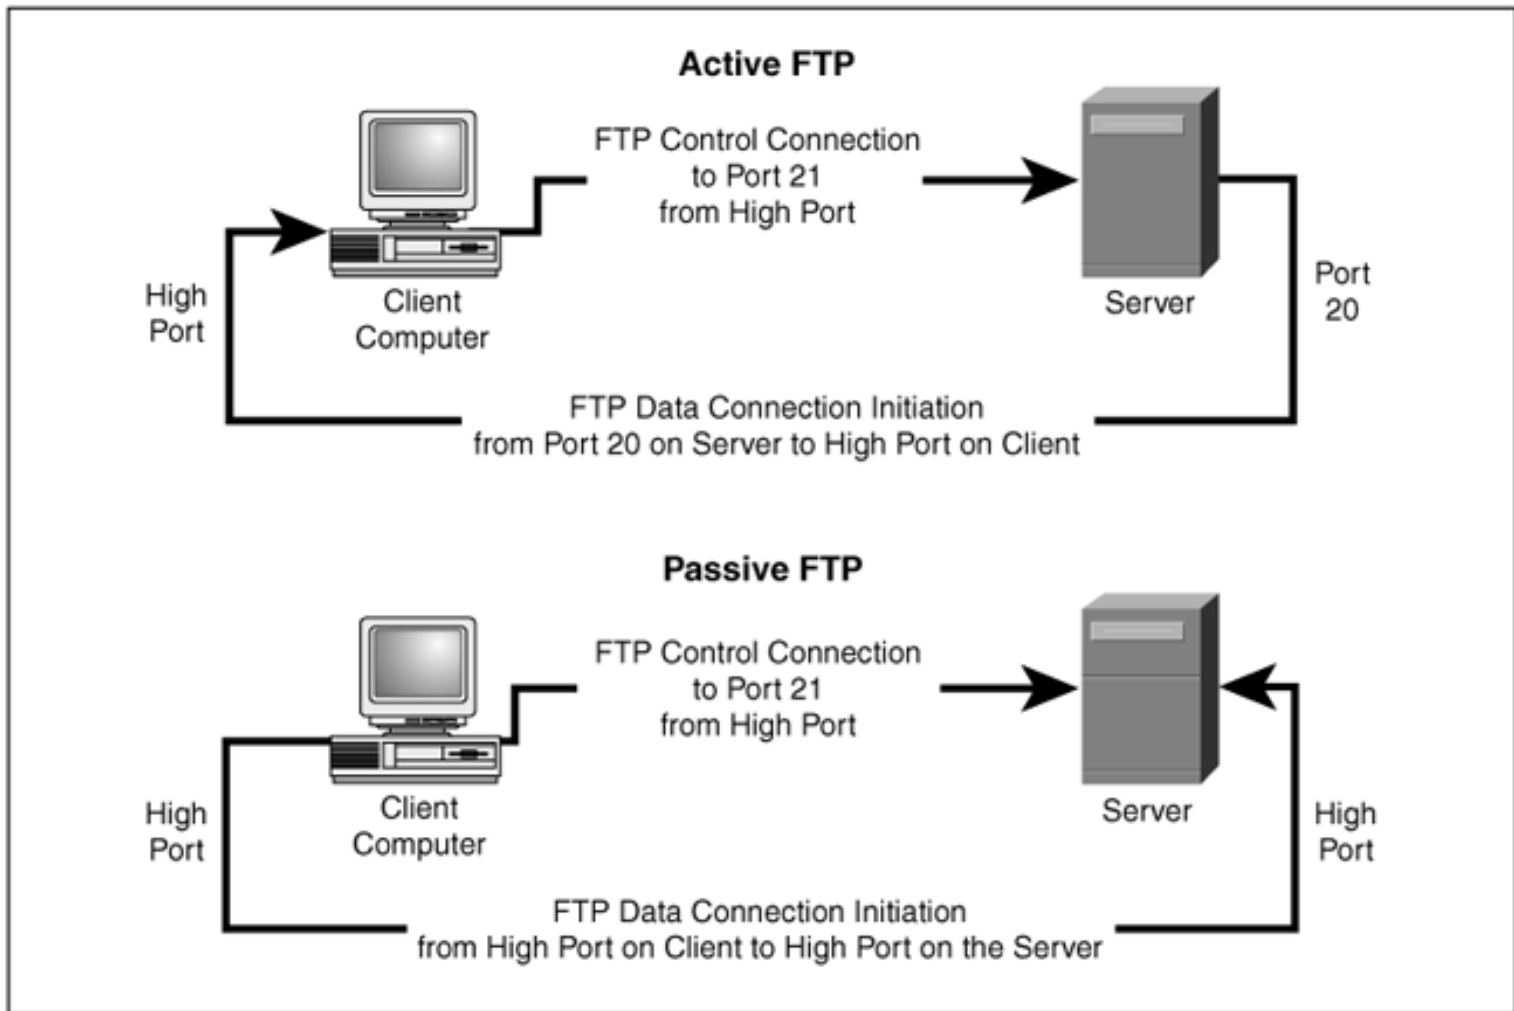 Active FTP
FTP Control Connection
to Port 21
from High Port
High
Port
Client
Computer
Server
Port
20
FTP Data Connection Initiation
from Port 20 on Server to High Port on Client
Passive FTP
FTP Control Connection
to Port 21
from High Port
High
Port
Client
Computer
Server
High
Port
FTP Data Connection Initiation
from High Port on Client to High Port on the Server